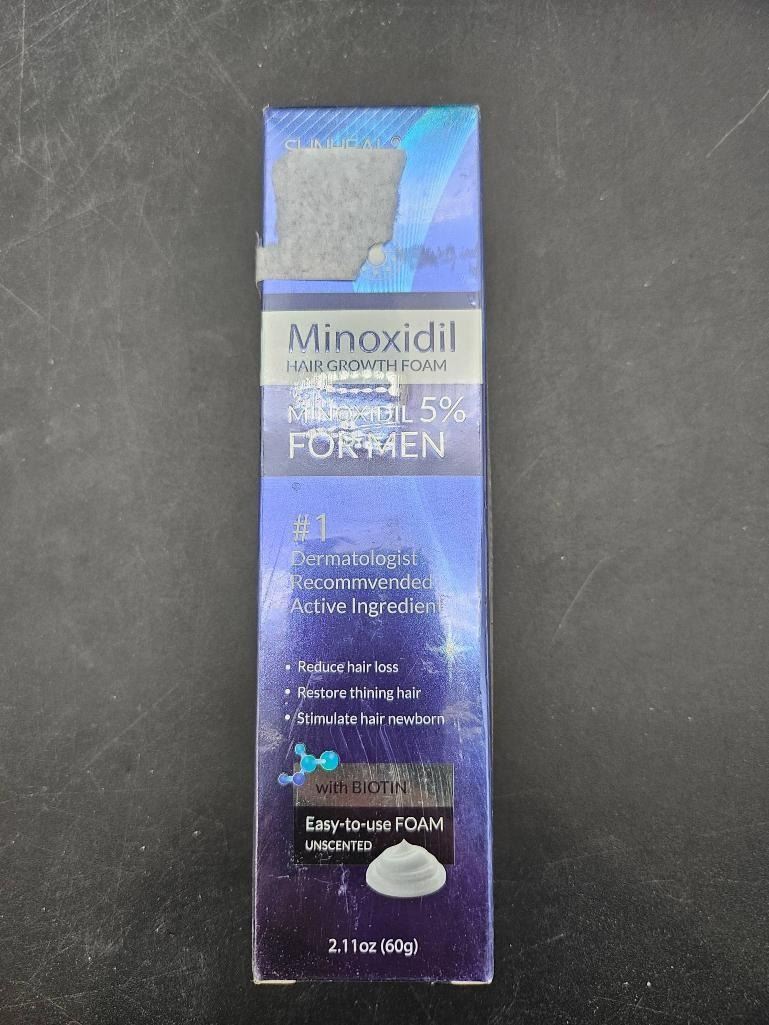 Minoxidil
HAIR GROWTH FOAM
MINOXIDIL 5%
FOR MEN
#1
Dermatologist
Recommvended
Active Ingredient
• Reduce hair loss
• Restore thining hair
• Stimulate hair newborn
with BIOTIN
Easy-to-use FOAM
UNSCENTED
2.11oz (60g)